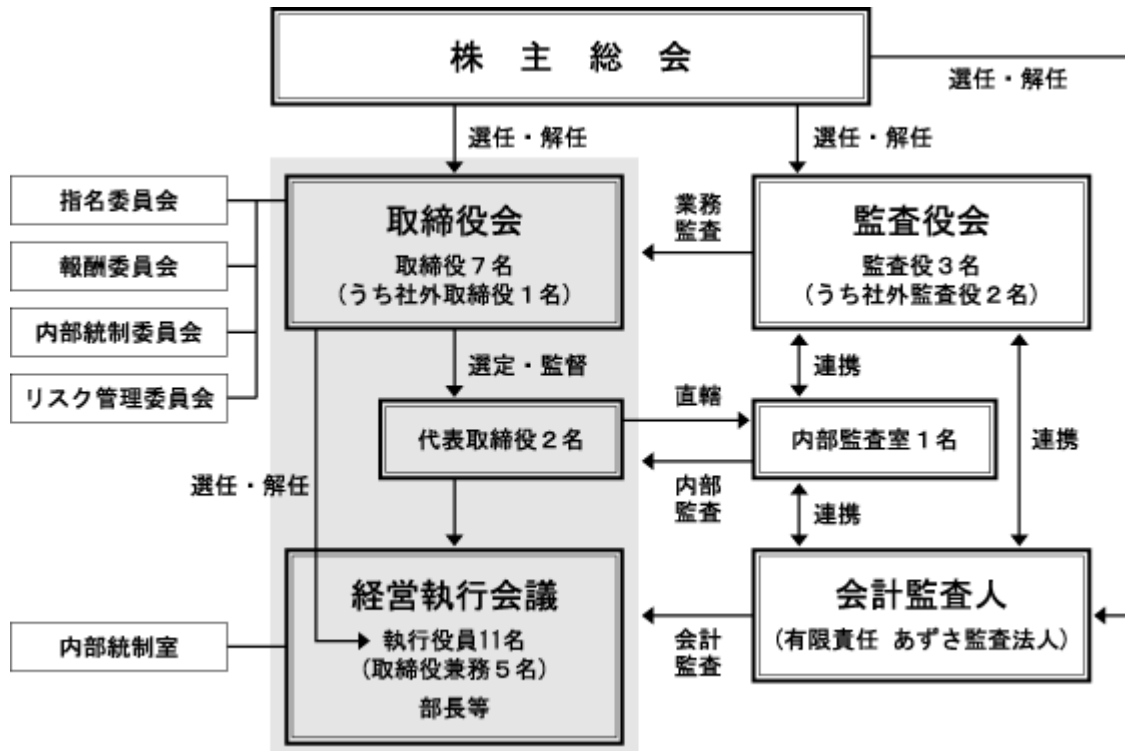 株主総会
選任・解任
選任・解任
選任・解任
指名委員会
報酬委員会
内部統制委員会
リスク管理委員会
取締役会
取締役７名
(うち社外取締役１名)
業務
監査
監査役会
監査役３名
(うち社外監査役２名)
選定・監督
連携
直轄
代表取締役２名
内部監査室１名
連携
選任・解任
内部
監査
連携
経営執行会議
執行役員11名
(取締役兼務５名)
部長等
内部統制室
会計
監査
会計監査人
(有限責任 あずさ監査法人)